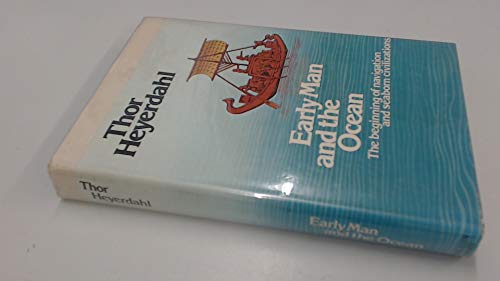 Thor
Heyerdahl
Early Man
and the
Ocean
The beginning of navigation
and seaborn civilizations
Thor
Heyerdahl
Early Man
and the Ocean